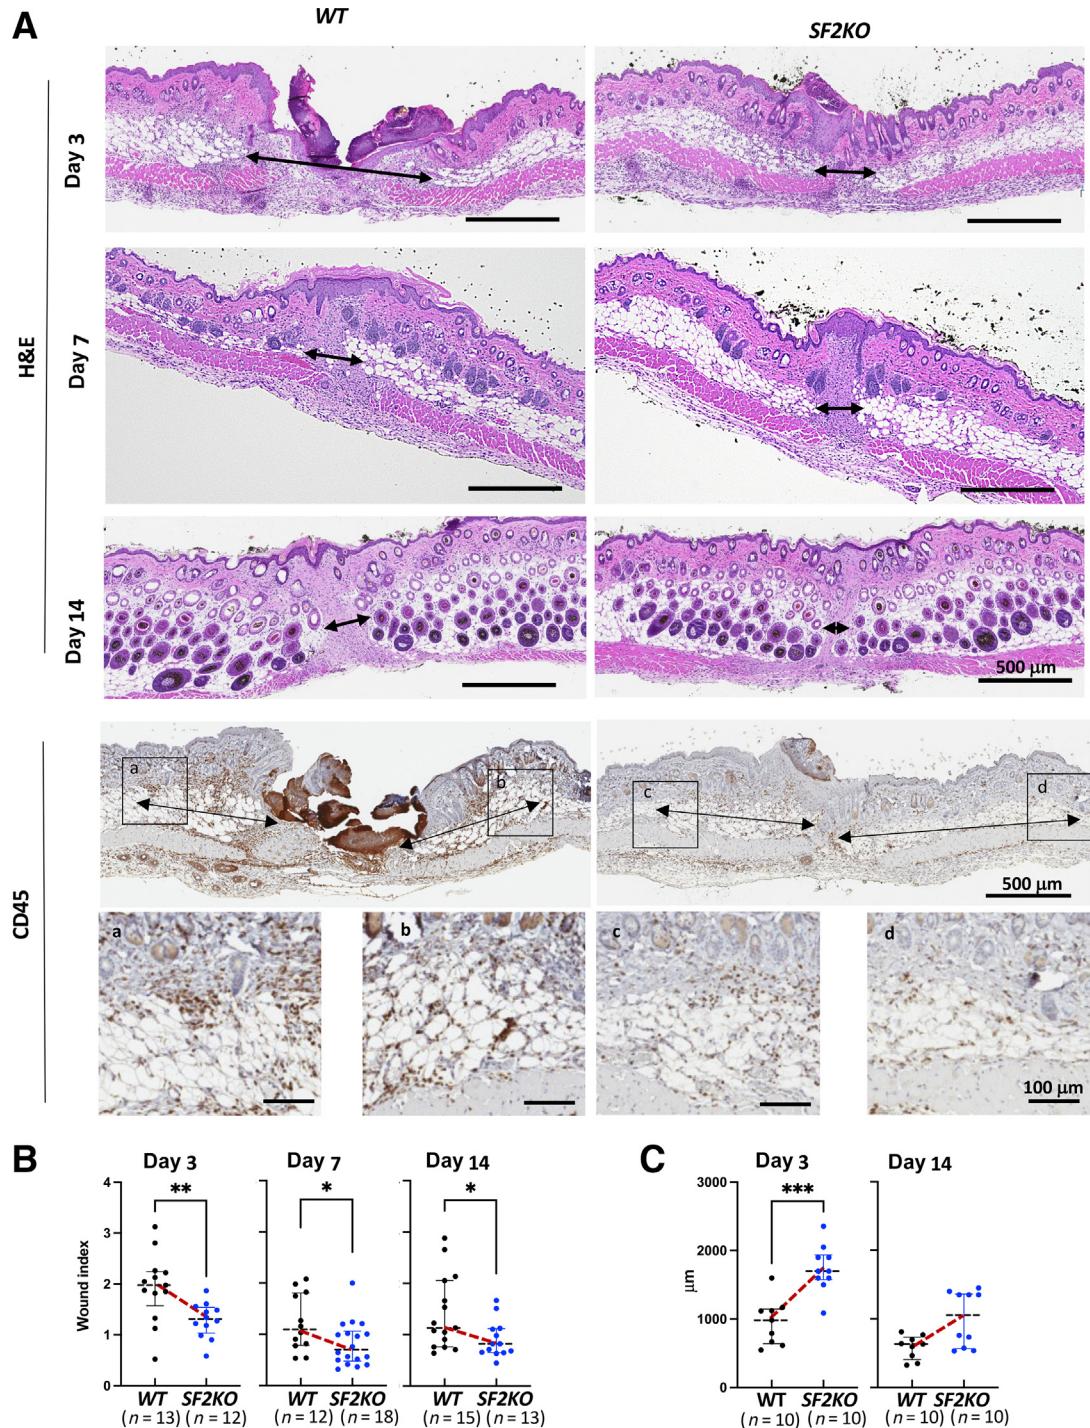 A
WT
SF2KO
H&E
Day 3
Day 7
Day 14
500 µm
CD45
a
b
c
d
500 µm
a
b
c
d
100 µm
B
Day 3
Day 7
Day 14
**
*
*
Wound index
4
3
2
1
0
WT
SF2KO
WT
SF2KO
WT
SF2KO
(n = 13)
(n = 12)
(n = 12)
(n = 18)
(n = 15)
(n = 13)
C
Day 3
Day 14
***
µm
3000
2000
1000
0
WT
SF2KO
WT
SF2KO
(n = 10)
(n = 10)
(n = 10)
(n = 10)